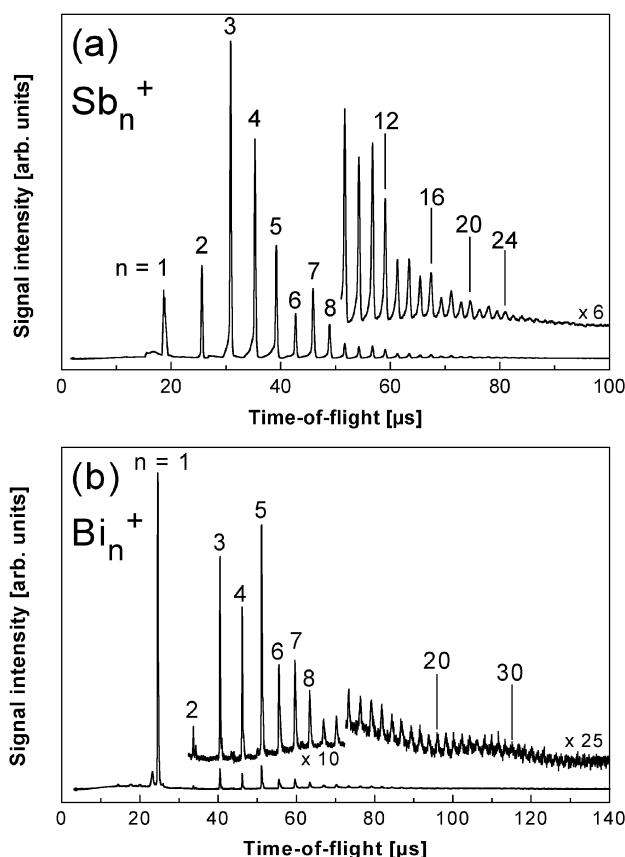 (a)
Sb_n^+
Signal intensity [arb. units]
n = 1
2
3
4
5
6
7
8
12
16
20
24
x 6
0 20 40 60 80 100
Time-of-flight [µs]
(b)
Bi_n^+
Signal intensity [arb. units]
n = 1
2
3
4
5
6
7
8
20
30
x 10
x 25
0 20 40 60 80 100 120 140
Time-of-flight [µs]